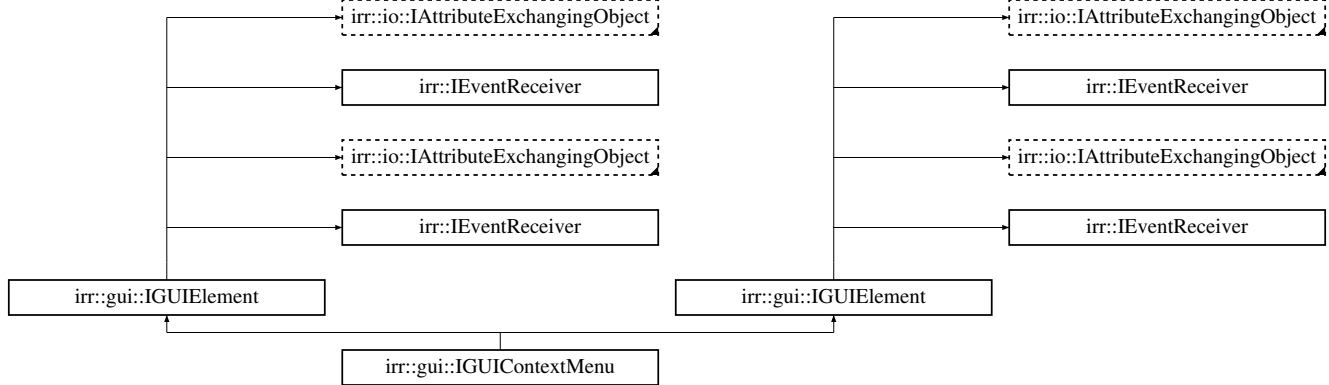 irr::io::IAttributeExchangingObject irr::io::IAttributeExchangingObject
irr::IEventReceiver irr::IEventReceiver
irr::io::IAttributeExchangingObject irr::io::IAttributeExchangingObject
irr::IEventReceiver irr::IEventReceiver
irr::gui::IGUIElement irr::gui::IGUIElement
irr::gui::IGUIContextMenu